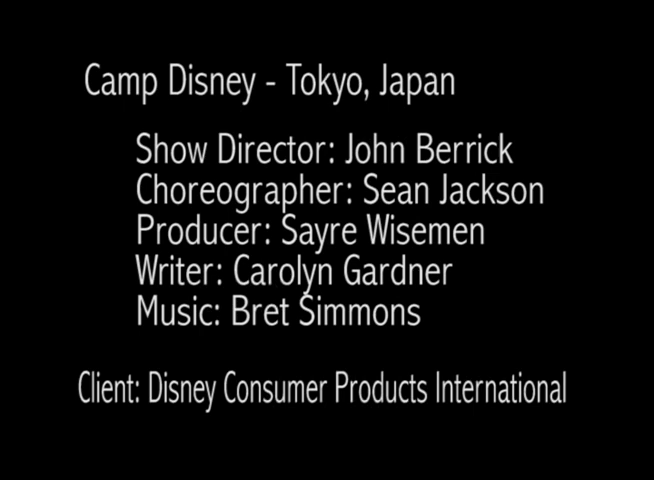 Camp Disney - Tokyo, Japan
Show Director: John Berrick
Choreographer: Sean Jackson
Producer: Sayre Wisemen
Writer: Carolyn Gardner
Music: Bret Simmons
Client: Disney Consumer Products International